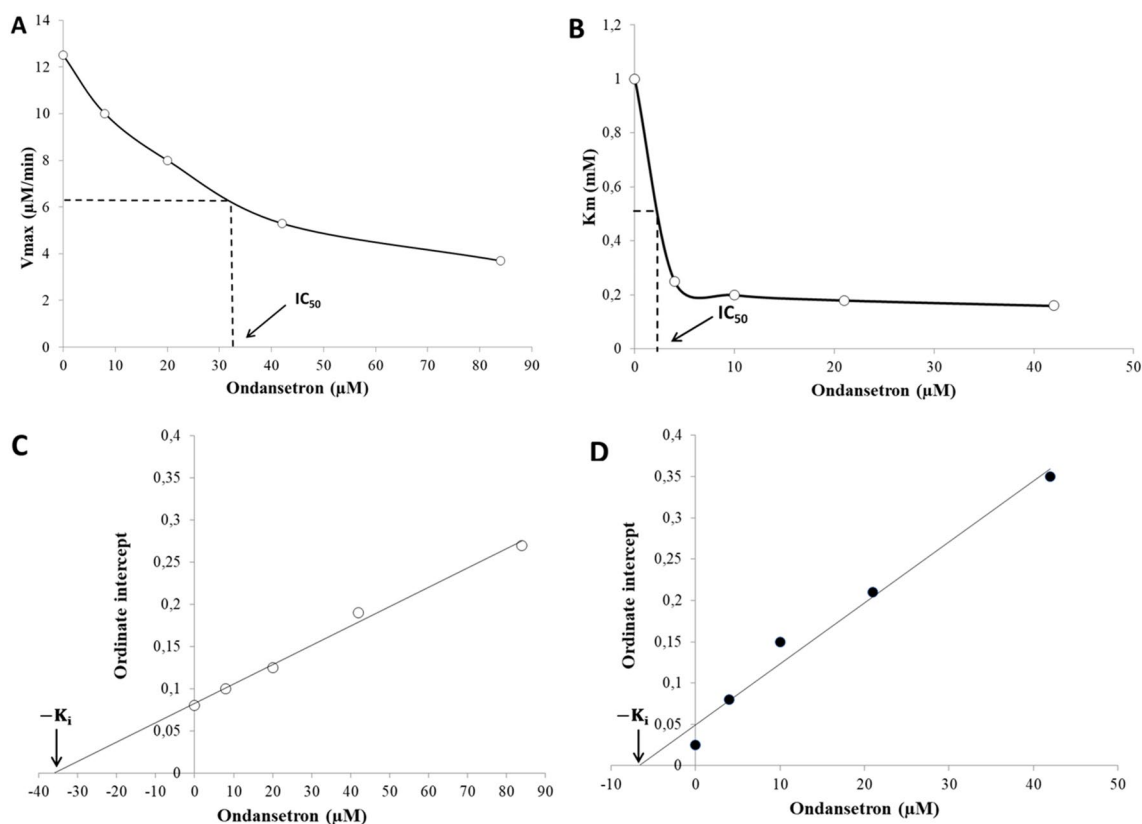 A
14
12
10
8
6
4
2
0
Vmax (µM/min)
IC50
0 10 20 30 40 50 60 70 80 90
Ondansetron (µM)
B
1,2
1
0,8
0,6
0,4
0,2
0
Km (mM)
IC50
0 10 20 30 40 50
Ondansetron (µM)
C
0,4
0,35
0,3
0,25
0,2
0,15
0,1
0,05
0
Ordinate intercept
−Ki
-40 -30 -20 -10 0 10 20 30 40 50 60 70 80 90
Ondansetron (µM)
D
0,4
0,35
0,3
0,25
0,2
0,15
0,1
0,05
0
Ordinate intercept
−Ki
-10 0 10 20 30 40 50
Ondansetron (µM)